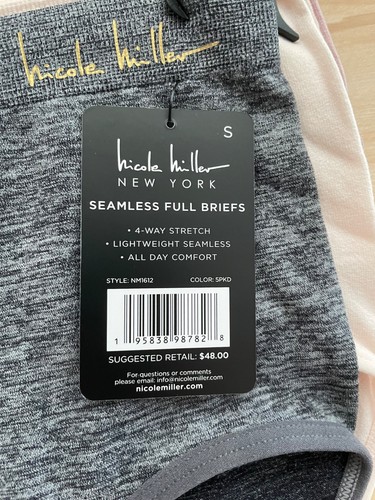 nicole miller
S
nicole miller
NEW YORK
SEAMLESS FULL BRIEFS
• 4-WAY STRETCH
• LIGHTWEIGHT SEAMLESS
• ALL DAY COMFORT
STYLE: NM1612 COLOR: 5PKD
1 95838 98782 8
SUGGESTED RETAIL: $48.00
For questions or comments
please email: info@nicolemiller.com
nicolemiller.com